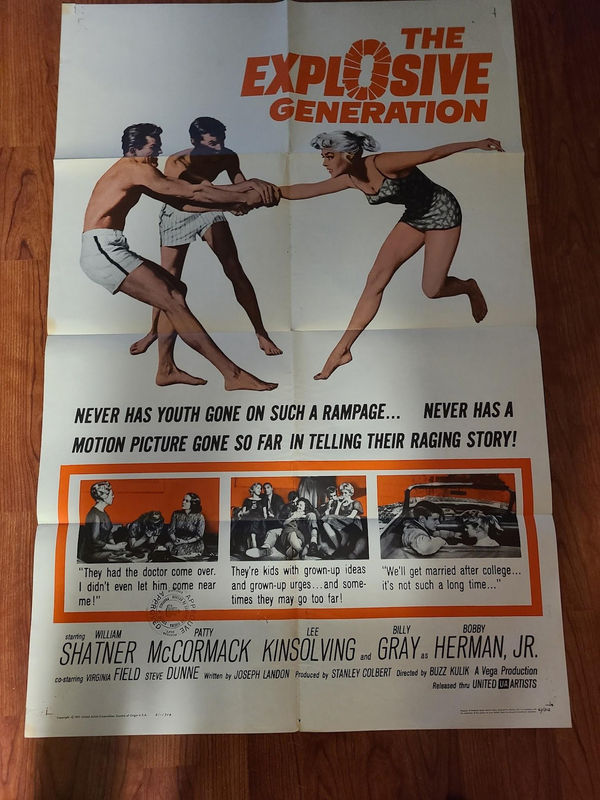 THE
EXPLOSIVE
GENERATION
NEVER HAS YOUTH GONE ON SUCH A RAMPAGE... NEVER HAS A
MOTION PICTURE GONE SO FAR IN TELLING THEIR RAGING STORY!
"They had the doctor come over.
I didn't even let him come near
me!"
They're kids with grown-up ideas
and grown-up urges...and some-
times they may go too far!
"We'll get married after college...
it's not such a long time..."
starring WILLIAM SHATNER PATTY McCORMACK LEE KINSOLVING and BILLY GRAY as BOBBY HERMAN, JR.
co-starring VIRGINIA FIELD STEVE DUNNE Written by JOSEPH LANDON Produced by STANLEY COLBERT Directed by BUZZ KULIK A Vega Production
Released thru UNITED UA ARTISTS